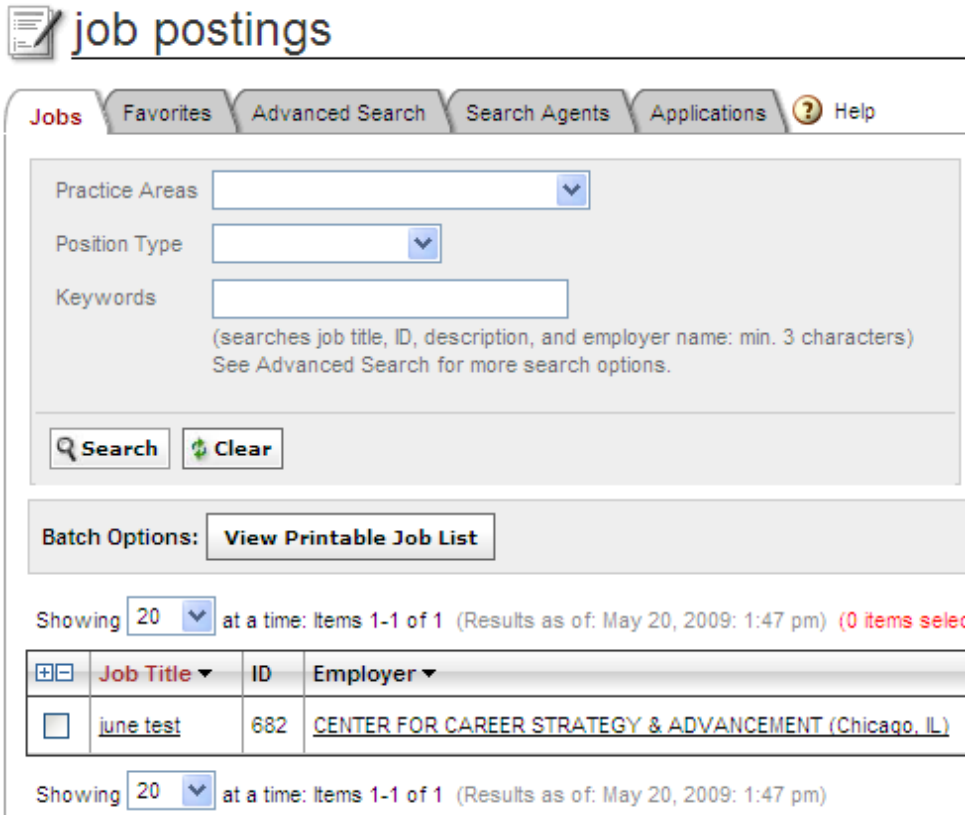 job postings
Jobs Favorites Advanced Search Search Agents Applications ? Help
Practice Areas
Position Type
Keywords
(searches job title, ID, description, and employer name: min. 3 characters)
See Advanced Search for more search options.
Search Clear
Batch Options: View Printable Job List
Showing 20 at a time: Items 1-1 of 1 (Results as of: May 20, 2009: 1:47 pm) (0 items selec
Job Title ID Employer
june test 682 CENTER FOR CAREER STRATEGY & ADVANCEMENT (Chicago, IL)
Showing 20 at a time: Items 1-1 of 1 (Results as of: May 20, 2009: 1:47 pm)